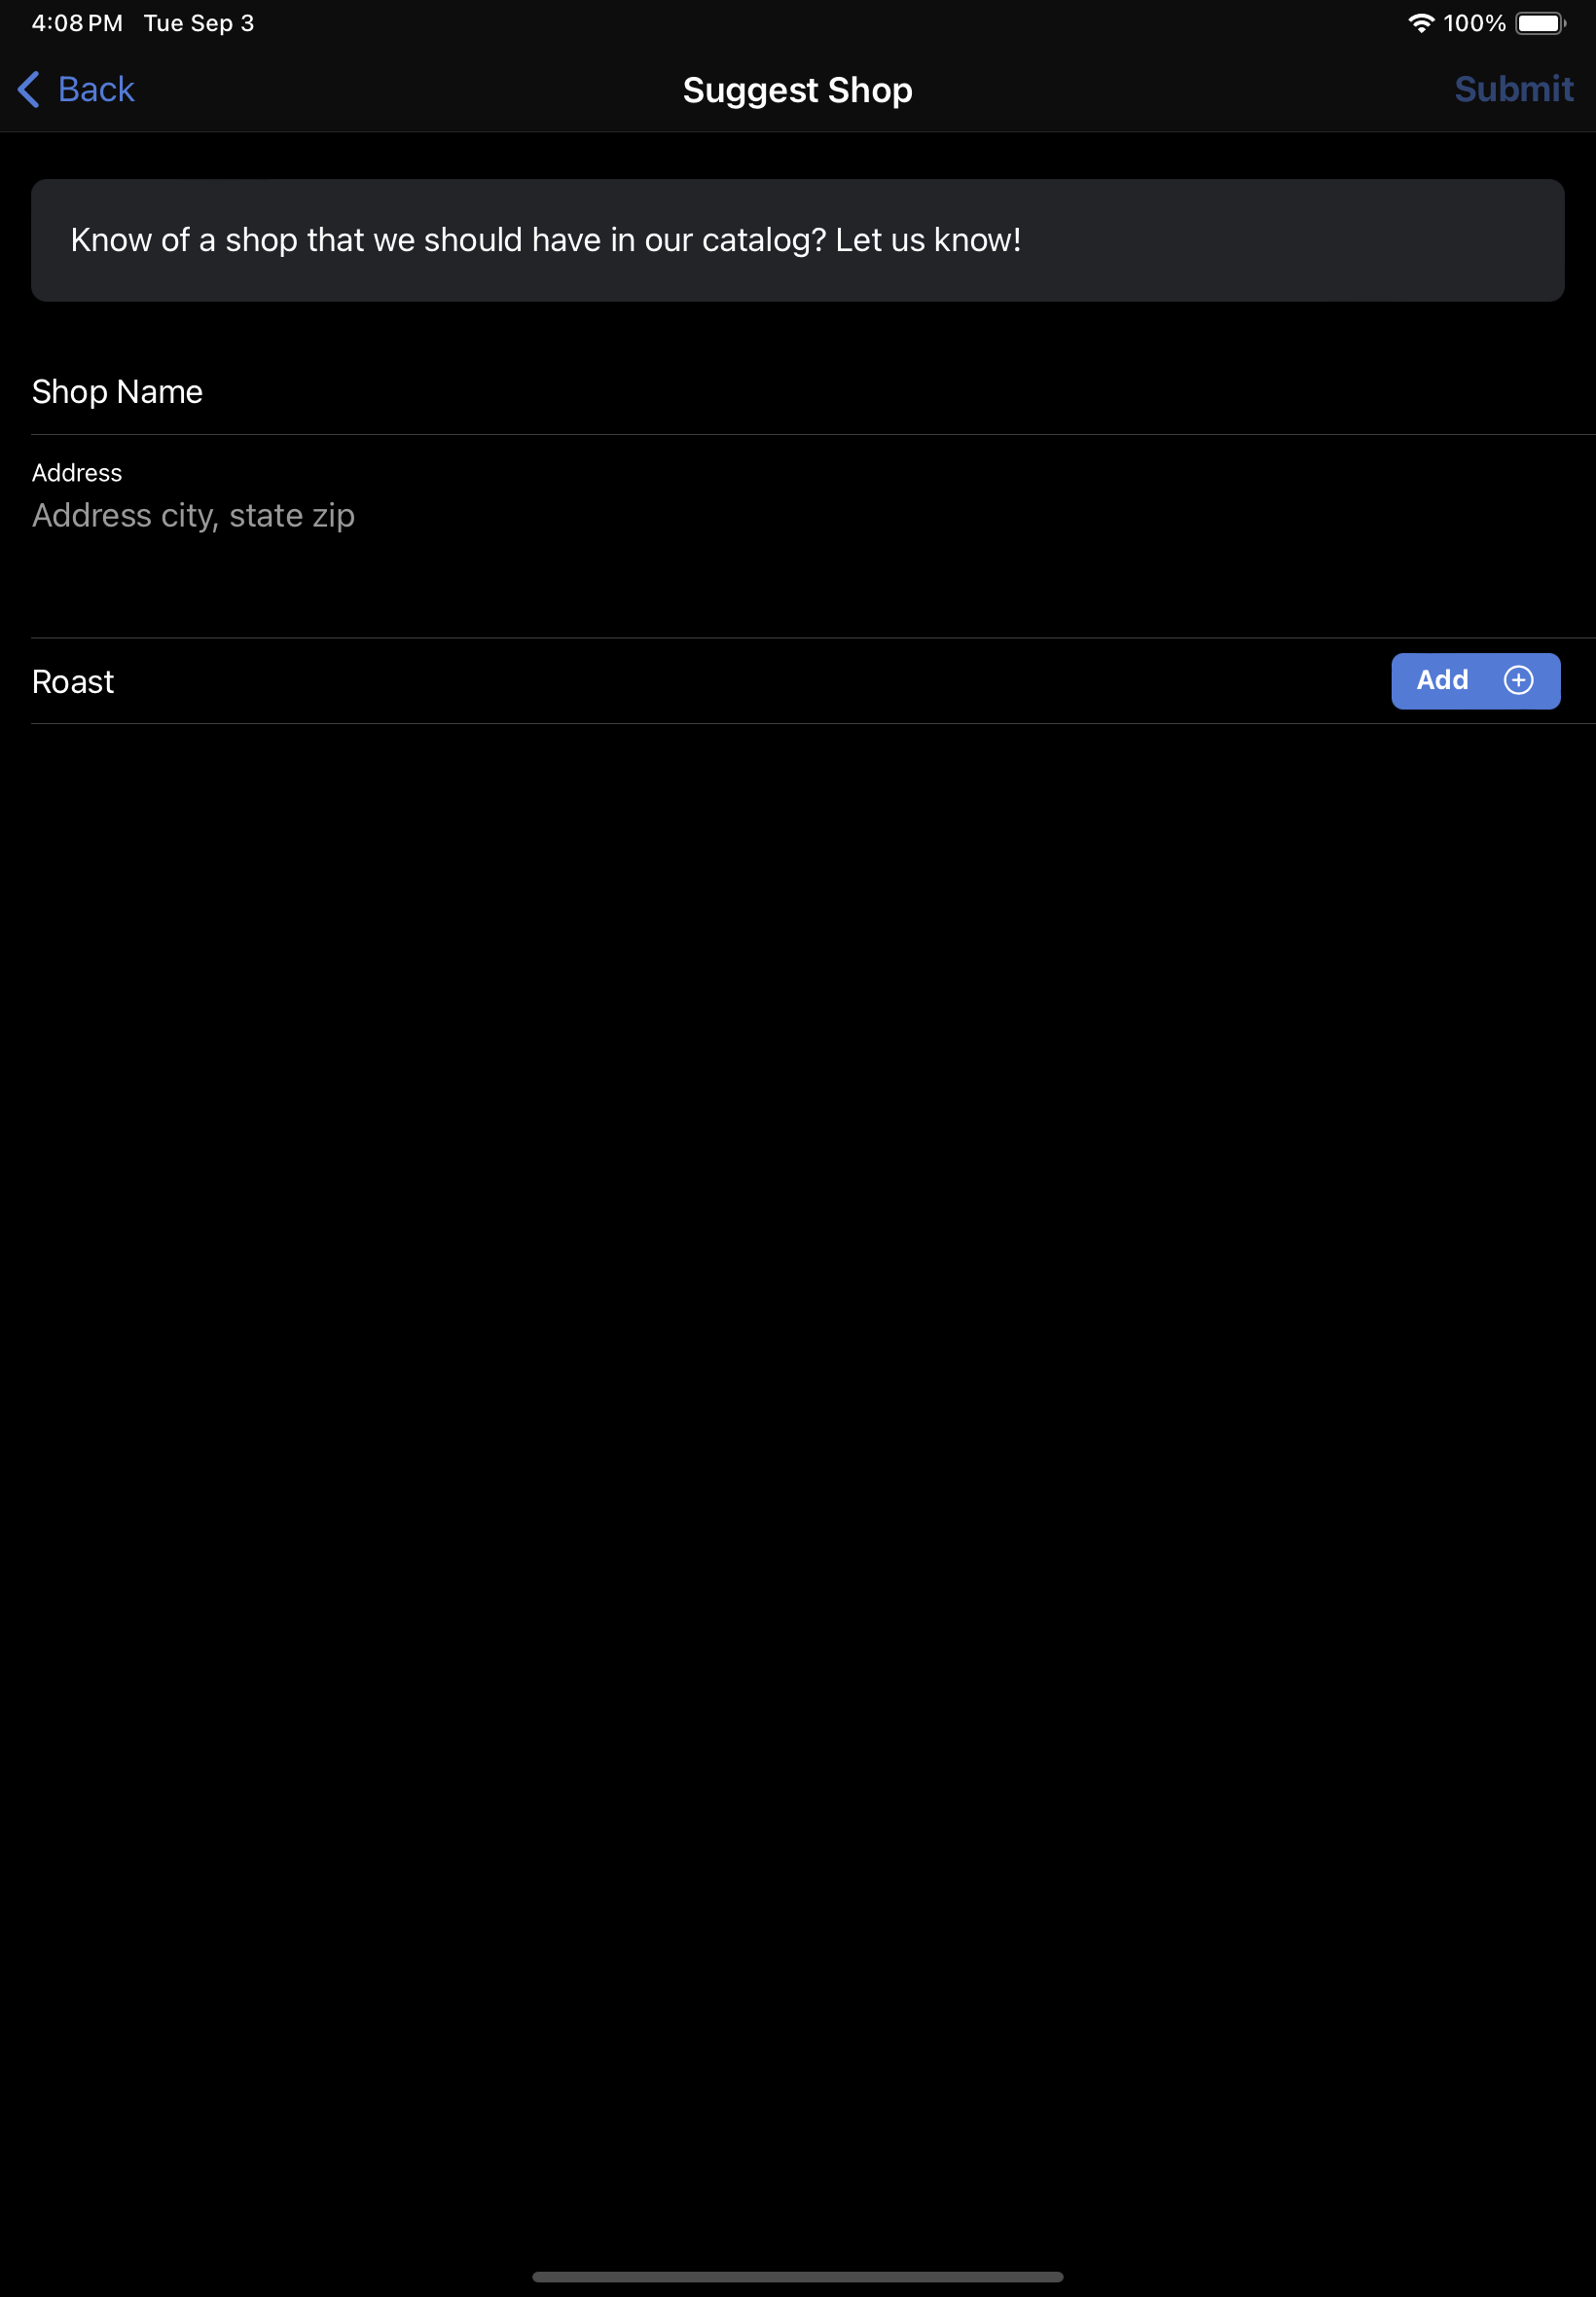 4:08 PM Tue Sep 3 100%
Back Suggest Shop Submit
Know of a shop that we should have in our catalog? Let us know!
Shop Name
Address
Address city, state zip
Roast Add